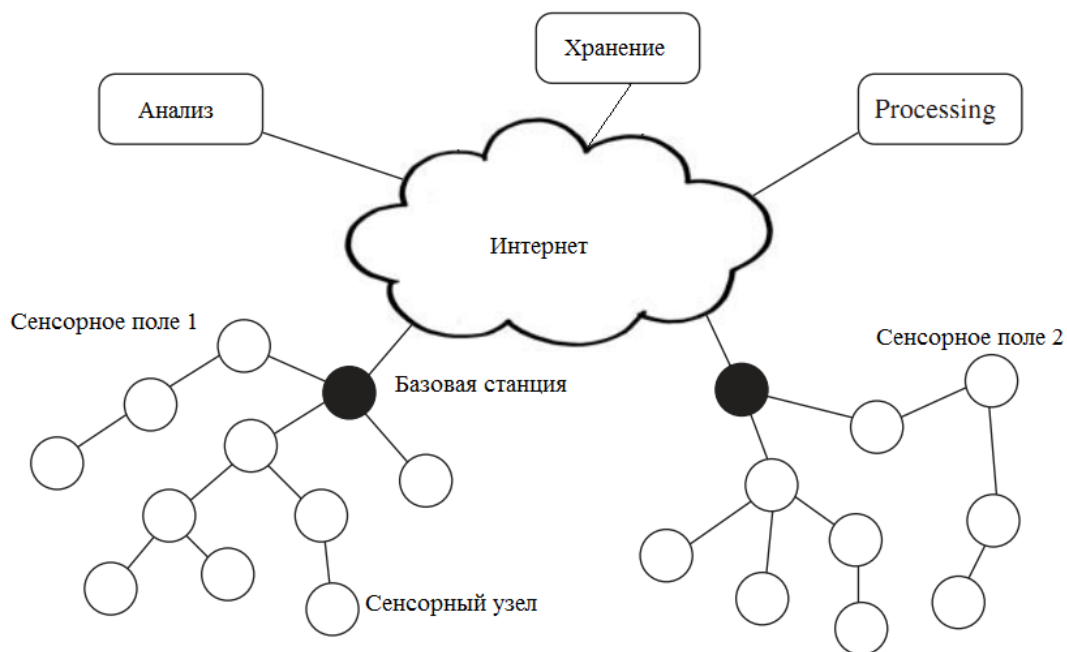 Хранение
Анализ
Processing
Интернет
Сенсорное поле 1
Сенсорное поле 2
Базовая станция
Сенсорный узел